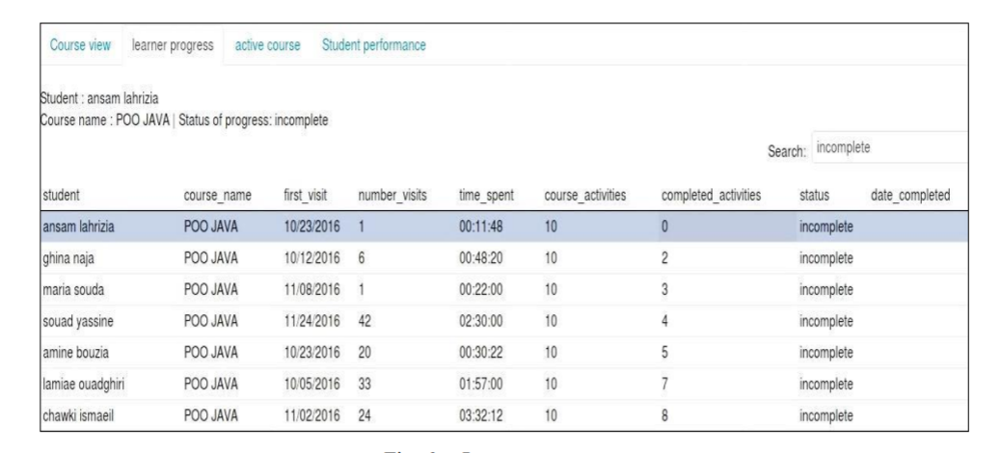 Course view learner progress active course Student performance
Student : ansam lahrizia
Course name : POO JAVA | Status of progress: incomplete
Search: incomplete
student course_name first_visit number_visits time_spent course_activities completed_activities status date_completed
ansam lahrizia POO JAVA 10/23/2016 1 00:11:48 10 0 incomplete
ghina naja POO JAVA 10/12/2016 6 00:48:20 10 2 incomplete
maria souda POO JAVA 11/08/2016 1 00:22:00 10 3 incomplete
souad yassine POO JAVA 11/24/2016 42 02:30:00 10 4 incomplete
amine bouzia POO JAVA 10/23/2016 20 00:30:22 10 5 incomplete
lamiae ouadghiri POO JAVA 10/05/2016 33 01:57:00 10 7 incomplete
chawki ismaeil POO JAVA 11/02/2016 24 03:32:12 10 8 incomplete